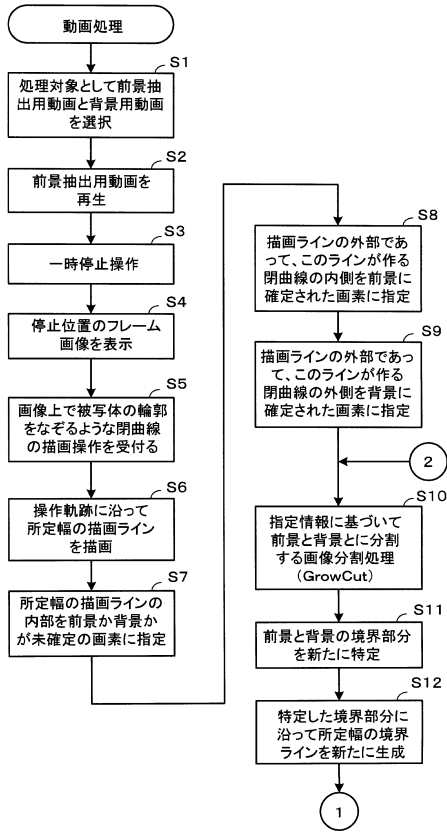 動画処理
S1
処理対象として前景抽
出用動画と背景用動画
を選択
S2
前景抽出用動画を
再生
S3
一時停止操作
S4
停止位置のフレーム
画像を表示
S5
画像上で被写体の輪郭
をなぞるような閉曲線
の描画操作を受付る
S6
操作軌跡に沿って
所定幅の描画ライン
を描画
S7
所定幅の描画ラインの
内部を前景か背景か
が未確定の画素に指定
S8
描画ラインの外部であ
って、このラインが作る
閉曲線の内側を前景に
確定された画素に指定
S9
描画ラインの外部であ
って、このラインが作る
閉曲線の外側を背景に
確定された画素に指定
2
S10
指定情報に基づいて
前景と背景とに分割
する画像分割処理
(GrowCut)
S11
前景と背景の境界部分
を新たに特定
S12
特定した境界部分に
沿って所定幅の境界
ラインを新たに生成
1